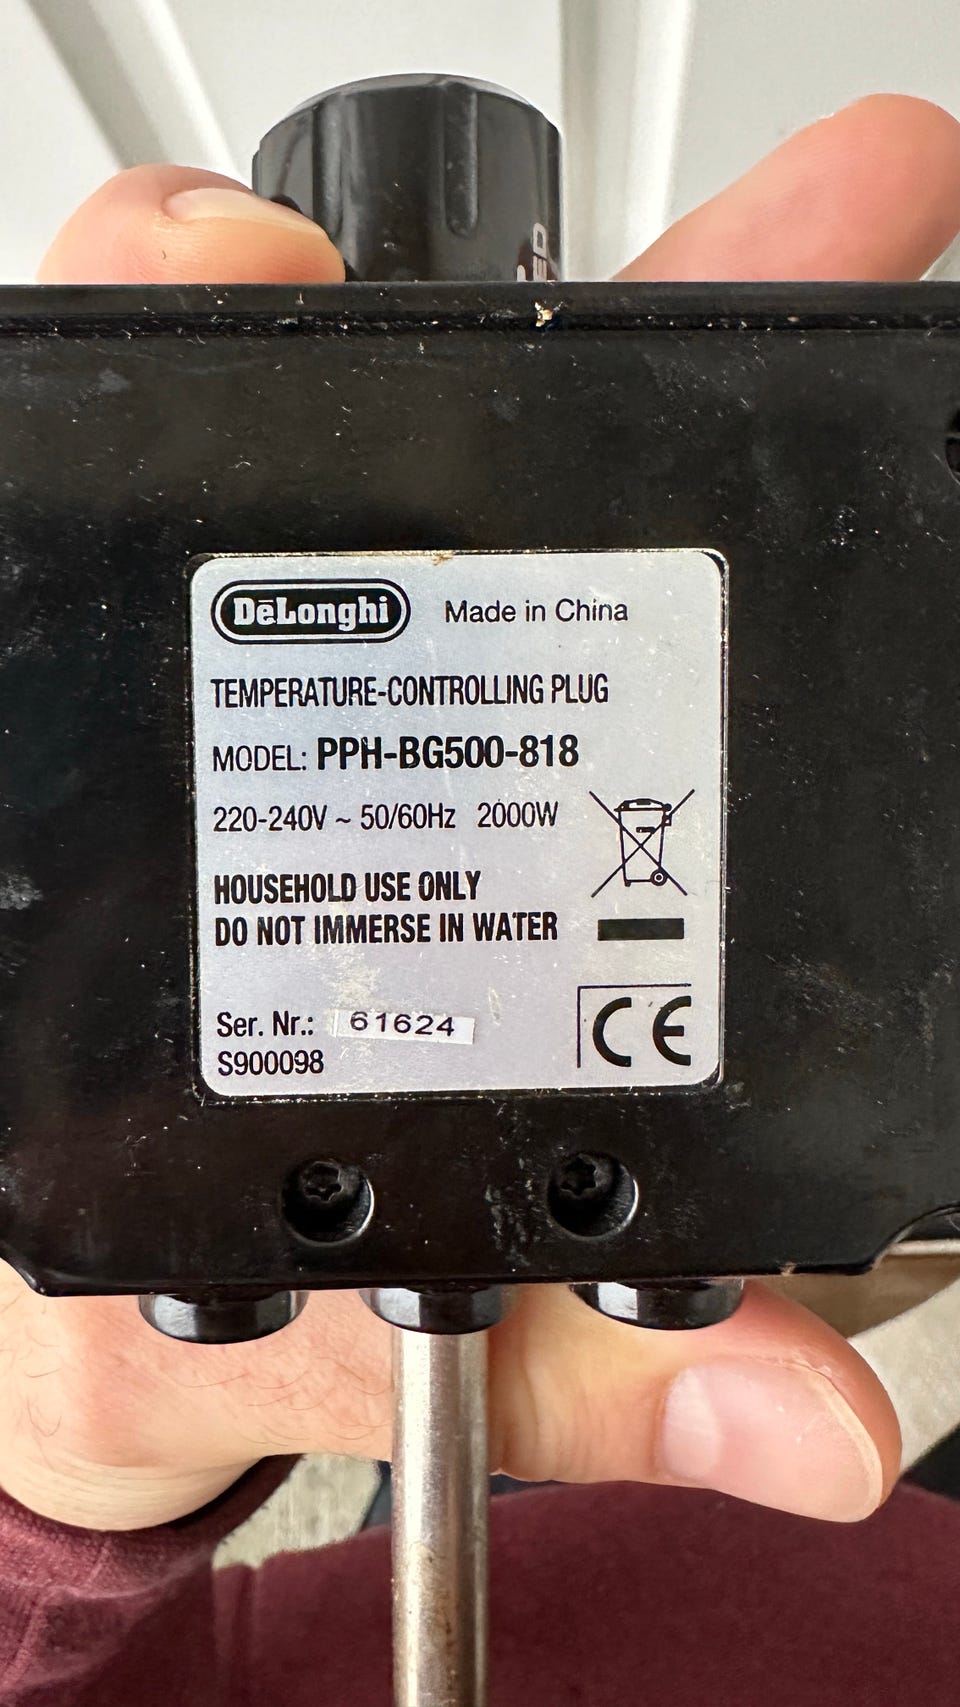 ED
DēLonghi Made in China
TEMPERATURE-CONTROLLING PLUG
MODEL: PPH-BG500-818
220-240V ~ 50/60Hz 2000W
HOUSEHOLD USE ONLY
DO NOT IMMERSE IN WATER
Ser. Nr.: 61624
S900098
CE